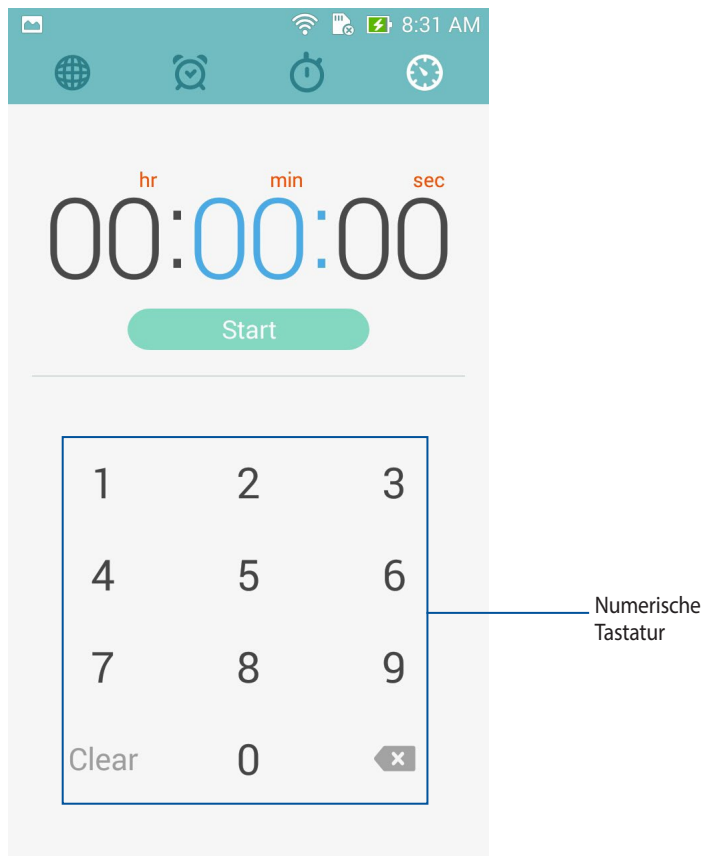 8:31 AM
hr min sec
00:00:00
Start
1 2 3
4 5 6
Numerische
Tastatur
7 8 9
Clear 0